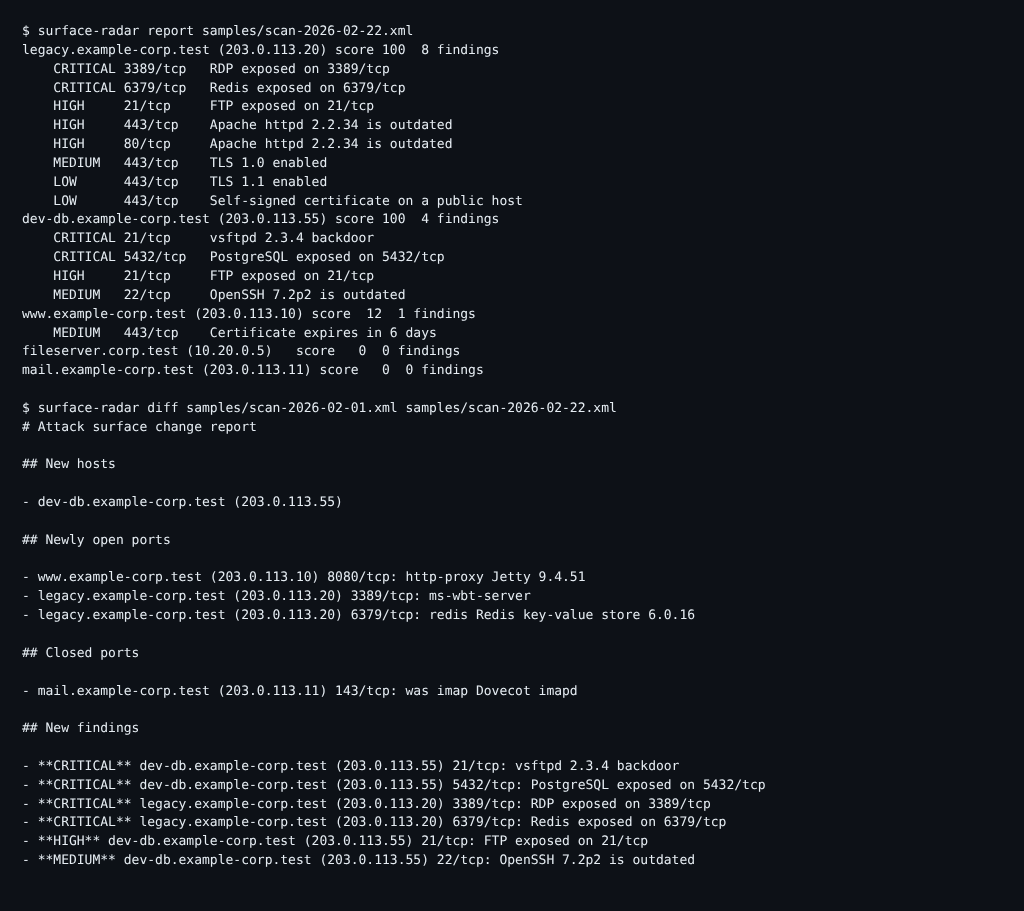 $ surface-radar report samples/scan-2026-02-22.xml
legacy.example-corp.test (203.0.113.20) score 100  8 findings
    CRITICAL 3389/tcp   RDP exposed on 3389/tcp
    CRITICAL 6379/tcp   Redis exposed on 6379/tcp
    HIGH     21/tcp     FTP exposed on 21/tcp
    HIGH     443/tcp    Apache httpd 2.2.34 is outdated
    HIGH     80/tcp     Apache httpd 2.2.34 is outdated
    MEDIUM   443/tcp    TLS 1.0 enabled
    LOW      443/tcp    TLS 1.1 enabled
    LOW      443/tcp    Self-signed certificate on a public host
dev-db.example-corp.test (203.0.113.55) score 100  4 findings
    CRITICAL 21/tcp     vsftpd 2.3.4 backdoor
    CRITICAL 5432/tcp   PostgreSQL exposed on 5432/tcp
    HIGH     21/tcp     FTP exposed on 21/tcp
    MEDIUM   22/tcp     OpenSSH 7.2p2 is outdated
www.example-corp.test (203.0.113.10) score  12  1 findings
    MEDIUM   443/tcp    Certificate expires in 6 days
fileserver.corp.test (10.20.0.5)   score   0  0 findings
mail.example-corp.test (203.0.113.11) score   0  0 findings

$ surface-radar diff samples/scan-2026-02-01.xml samples/scan-2026-02-22.xml
# Attack surface change report

## New hosts

- dev-db.example-corp.test (203.0.113.55)

## Newly open ports

- www.example-corp.test (203.0.113.10) 8080/tcp: http-proxy Jetty 9.4.51
- legacy.example-corp.test (203.0.113.20) 3389/tcp: ms-wbt-server
- legacy.example-corp.test (203.0.113.20) 6379/tcp: redis Redis key-value store 6.0.16

## Closed ports

- mail.example-corp.test (203.0.113.11) 143/tcp: was imap Dovecot imapd

## New findings

- **CRITICAL** dev-db.example-corp.test (203.0.113.55) 21/tcp: vsftpd 2.3.4 backdoor
- **CRITICAL** dev-db.example-corp.test (203.0.113.55) 5432/tcp: PostgreSQL exposed on 5432/tcp
- **CRITICAL** legacy.example-corp.test (203.0.113.20) 3389/tcp: RDP exposed on 3389/tcp
- **CRITICAL** legacy.example-corp.test (203.0.113.20) 6379/tcp: Redis exposed on 6379/tcp
- **HIGH** dev-db.example-corp.test (203.0.113.55) 21/tcp: FTP exposed on 21/tcp
- **MEDIUM** dev-db.example-corp.test (203.0.113.55) 22/tcp: OpenSSH 7.2p2 is outdated